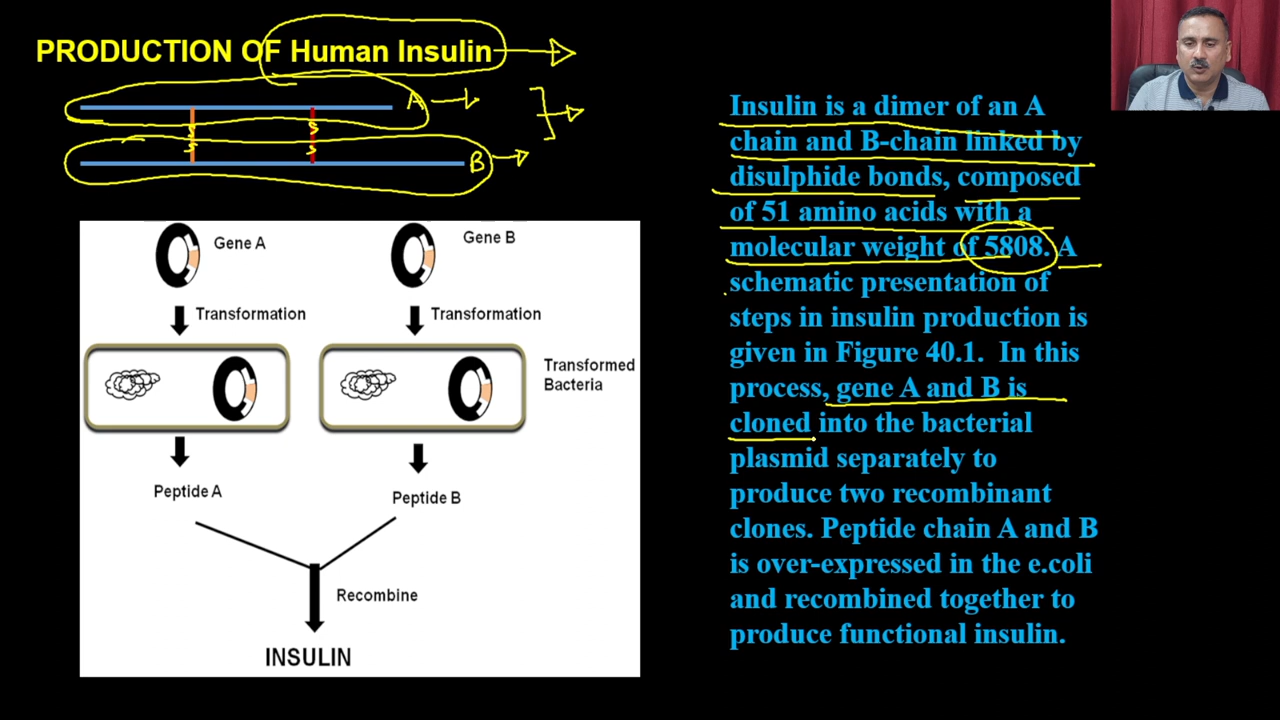 PRODUCTION OF Human Insulin
A
S S
S S
B
Gene A
Gene B
Transformation
Transformation
Transformed
Bacteria
Peptide A
Peptide B
Recombine
INSULIN
Insulin is a dimer of an A
chain and B-chain linked by
disulphide bonds, composed
of 51 amino acids with a
molecular weight of 5808. A
schematic presentation of
steps in insulin production is
given in Figure 40.1. In this
process, gene A and B is
cloned into the bacterial
plasmid separately to
produce two recombinant
clones. Peptide chain A and B
is over-expressed in the e.coli
and recombined together to
produce functional insulin.